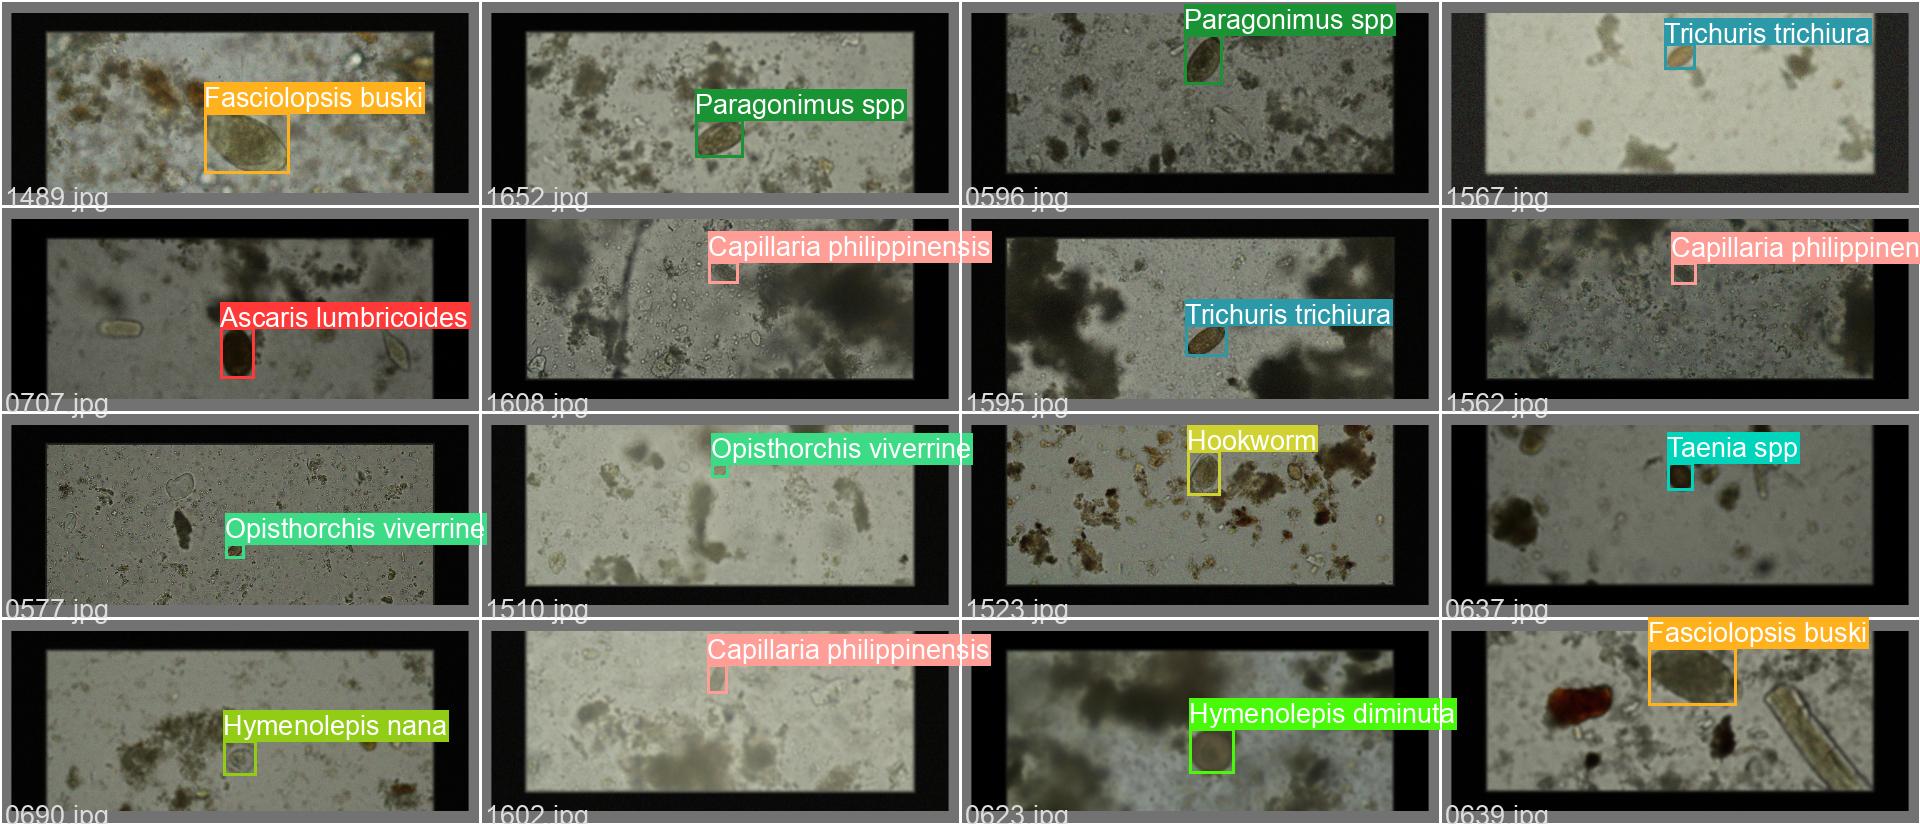 Fasciolopsis buski
1489.jpg
Paragonimus spp
1652.jpg
Paragonimus spp
0596.jpg
Trichuris trichiura
1567.jpg
Ascaris lumbricoides
0707.jpg
Capillaria philippinensis
1608.jpg
Trichuris trichiura
1595.jpg
Capillaria philippinen
1562.jpg
Opisthorchis viverrine
0577.jpg
Opisthorchis viverrine
1510.jpg
Hookworm
1523.jpg
Taenia spp
0637.jpg
Hymenolepis nana
0690.jpg
Capillaria philippinensis
1602.jpg
Hymenolepis diminuta
0623.jpg
Fasciolopsis buski
0639.jpg